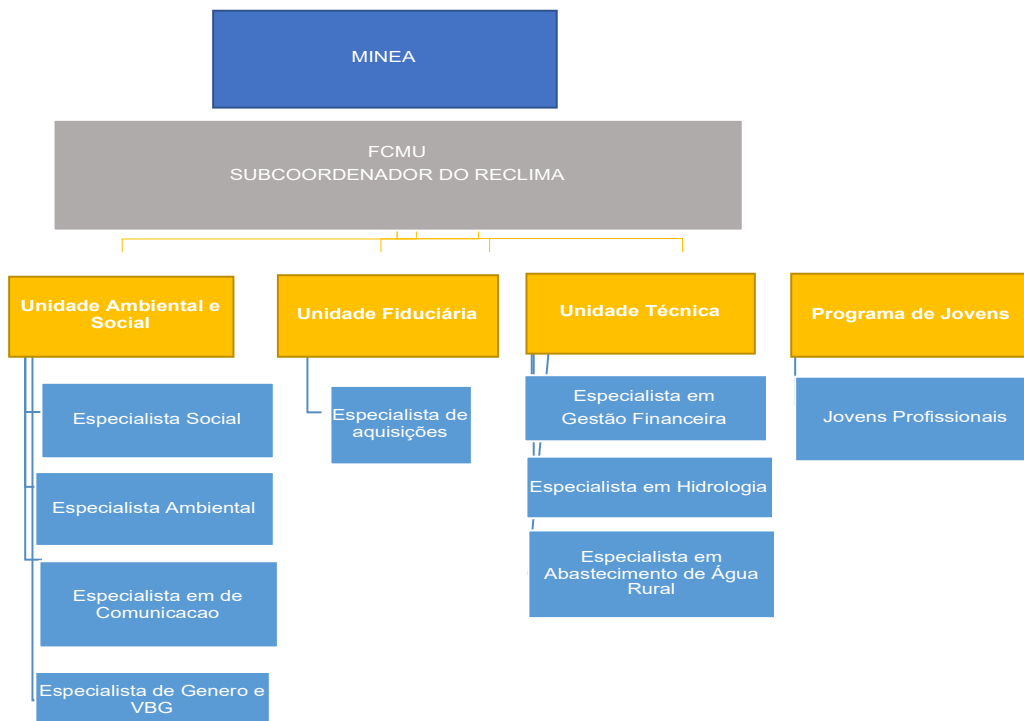 MINEA
FCMU
SUBCOORDENADOR DO RECLIMA
Unidade Ambiental e
Social
Especialista Social
Especialista Ambiental
Especialista em de
Comunicacao
Especialista de Genero e
VBG
Unidade Fiduciária
Especialista de
aquisições
Unidade Técnica
Especialista em
Gestão Financeira
Especialista em Hidrologia
Especialista em
Abastecimento de Água
Rural
Programa de Jovens
Jovens Profissionais